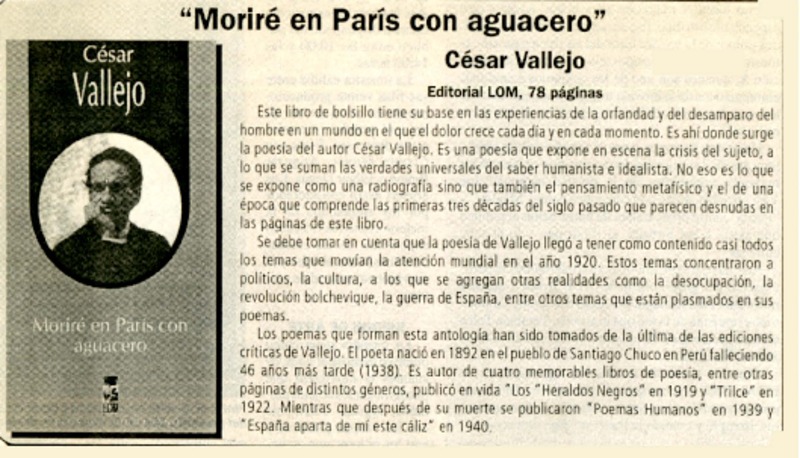 "Moriré en París con aguacero"
César
Vallejo
Moriré en París con
aguacero
LOM
César Vallejo
Editorial LOM, 78 páginas
Este libro de bolsillo tiene su base en las experiencias de la orfandad y del desamparo del
hombre en un mundo en el que el dolor crece cada día y en cada momento. Es ahí donde surge
la poesía del autor César Vallejo. Es una poesía que expone en escena la crisis del sujeto, a
lo que se suman las verdades universales del saber humanista e idealista. No eso es lo que
se expone como una radiografía sino que también el pensamiento metafísico y el de una
época que comprende las primeras tres décadas del siglo pasado que parecen desnudas en
las páginas de este libro.
Se debe tomar en cuenta que la poesía de Vallejo llegó a tener como contenido casi todos
los temas que movían la atención mundial en el año 1920. Estos temas concentraron a
políticos, la cultura, a los que se agregan otras realidades como la desocupación, la
revolución bolchevique, la guerra de España, entre otros temas que están plasmados en sus
poemas.
Los poemas que forman esta antología han sido tomados de la última de las ediciones
críticas de Vallejo. El poeta nació en 1892 en el pueblo de Santiago Chuco en Perú falleciendo
46 años más tarde (1938). Es autor de cuatro memorables libros de poesía, entre otras
páginas de distintos géneros, publicó en vida "Los "Heraldos Negros" en 1919 y "Trilce" en
1922. Mientras que después de su muerte se publicaron "Poemas Humanos" en 1939 y
"España aparta de mí este cáliz" en 1940.